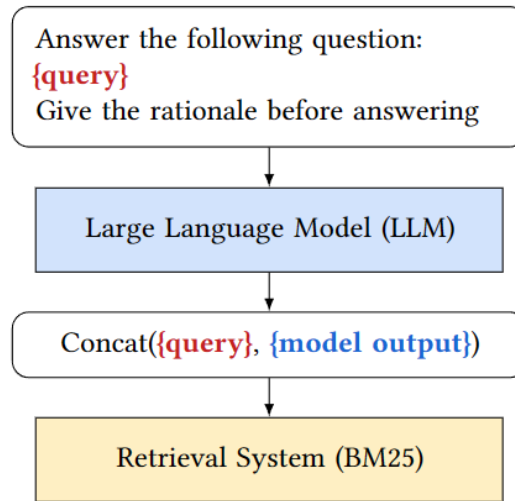 Answer the following question:
{query}
Give the rationale before answering
Large Language Model (LLM)
Concat({query}, {model output})
Retrieval System (BM25)